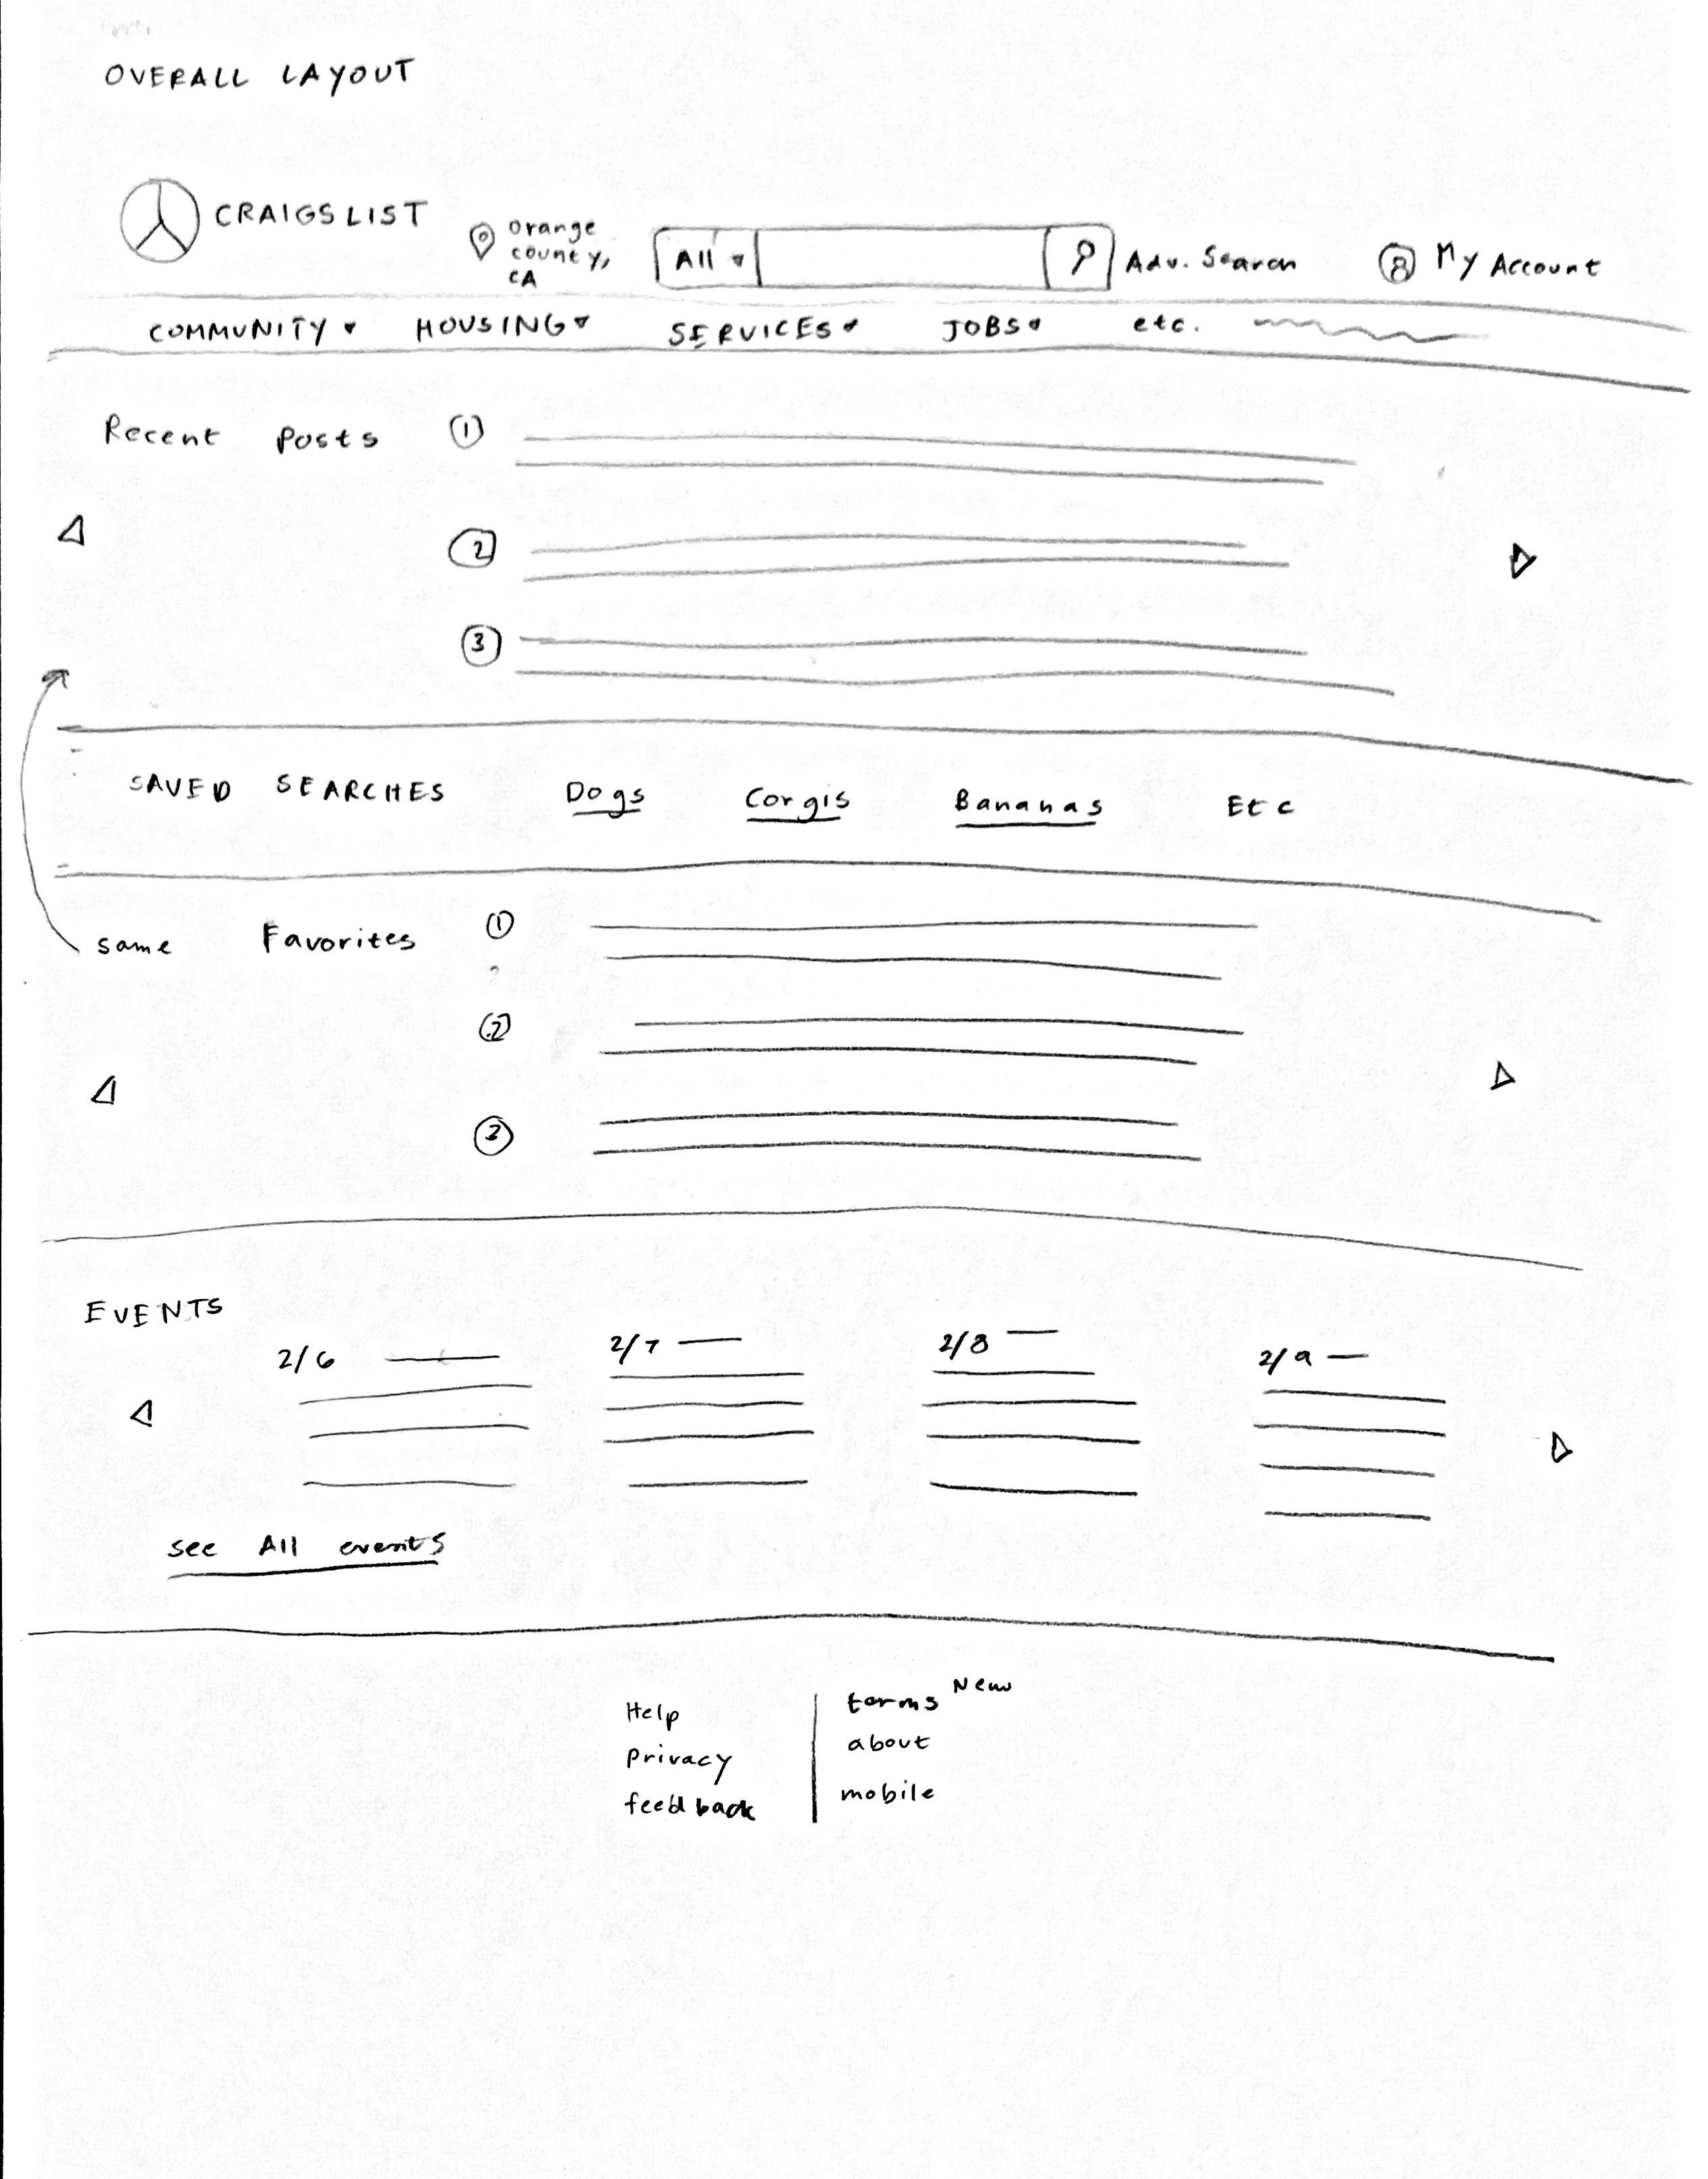 OVERALL LAYOUT
CRAIGSLIST
orange
county,
CA
All
Adv. Search
My Account
COMMUNITY HOUSING SERVICES JOBS etc.
Recent Posts 1
2
3
SAVED SEARCHES Dogs Corgis Bananas Etc
same Favorites 1
2
3
EVENTS
2/6 2/7 2/8 2/9
see All events
Help
privacy
feedback
terms New
about
mobile